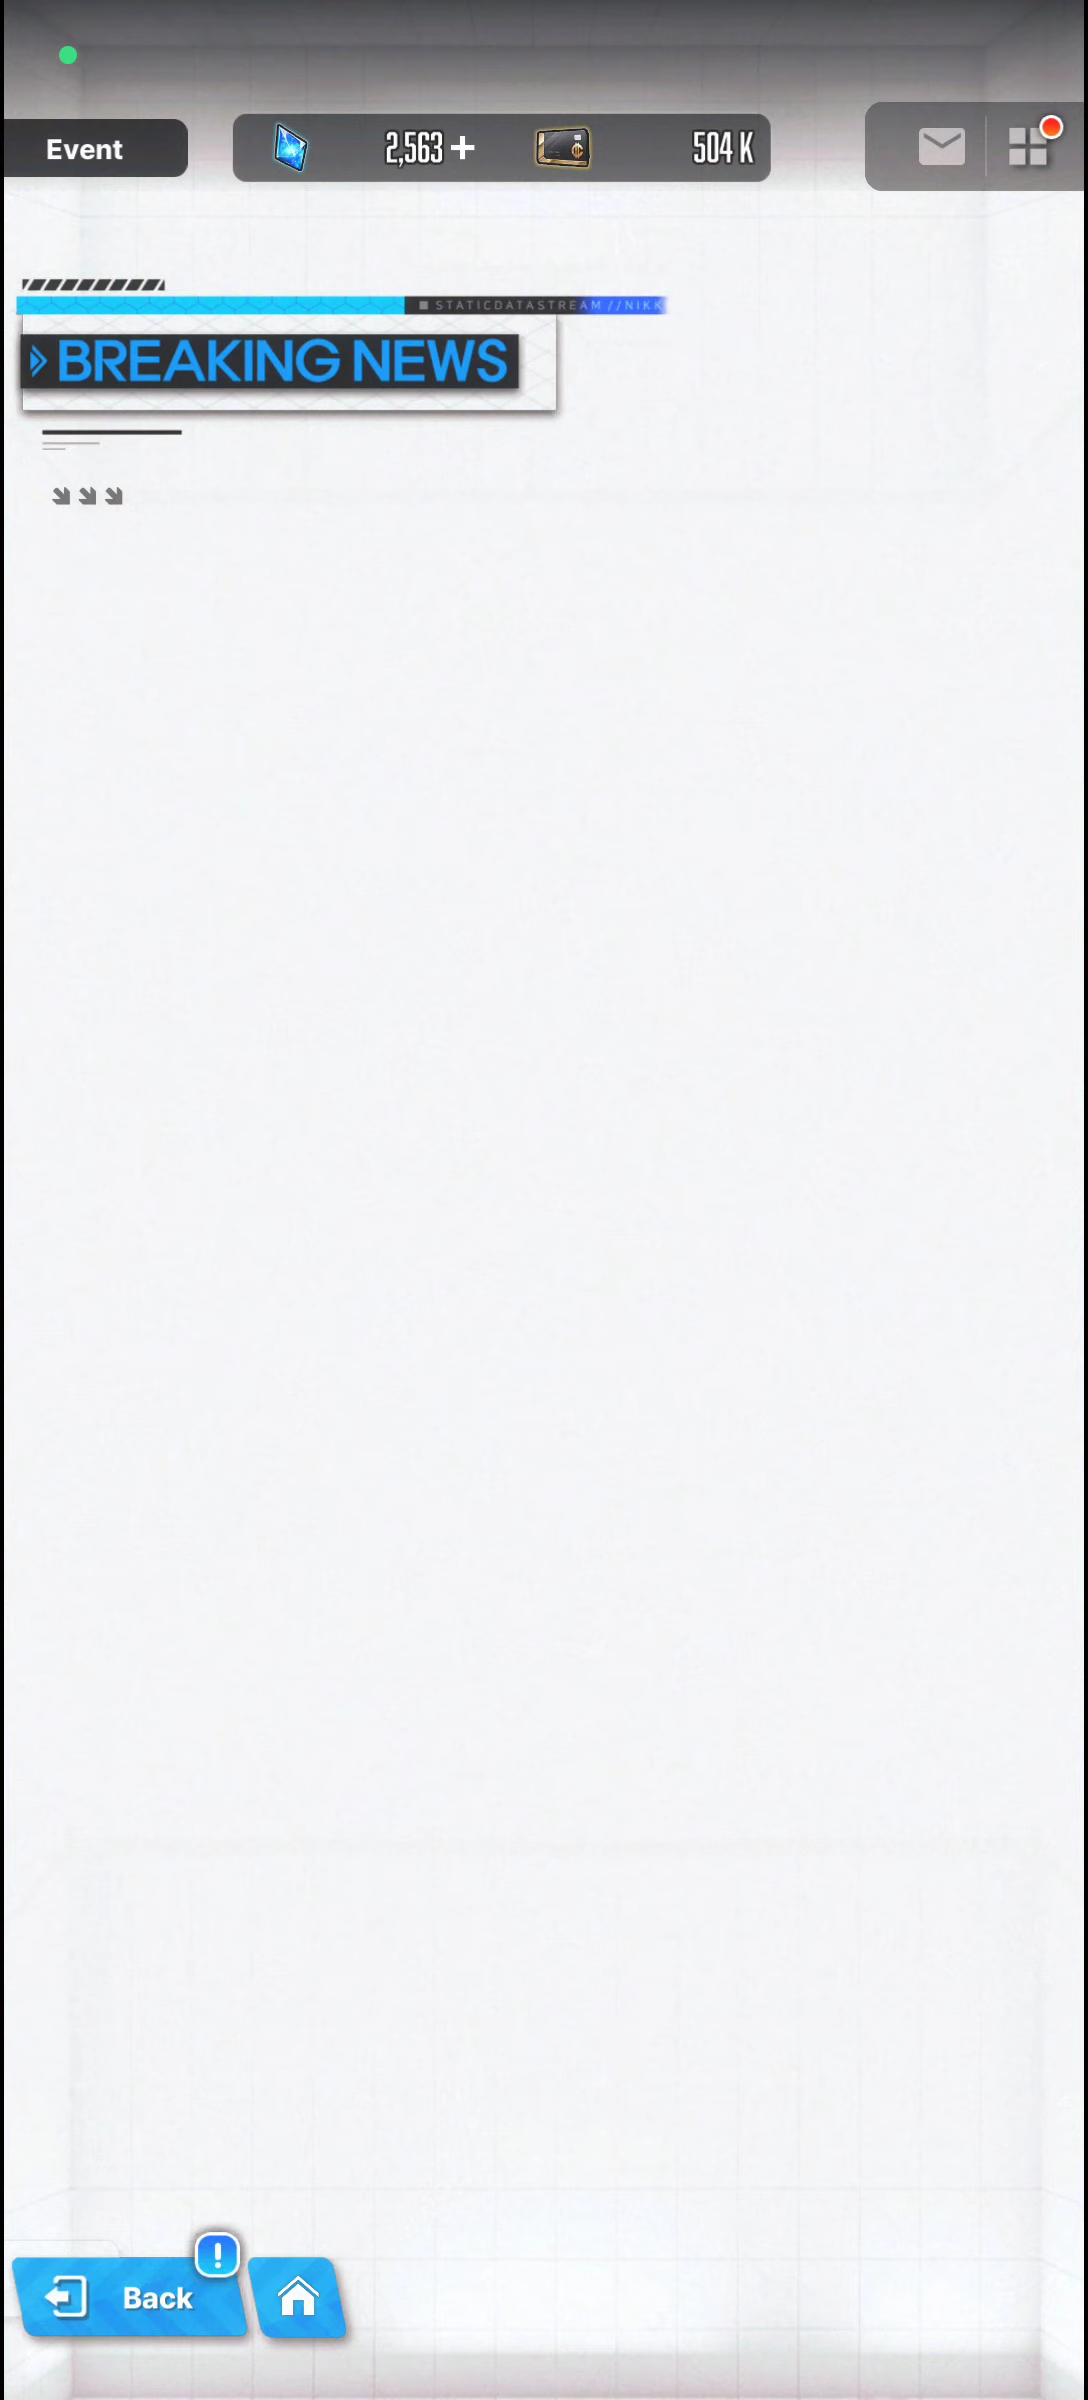 Event
2,563 +
504 K
STATICDATASTREAM //NIKK
BREAKING NEWS
!
Back